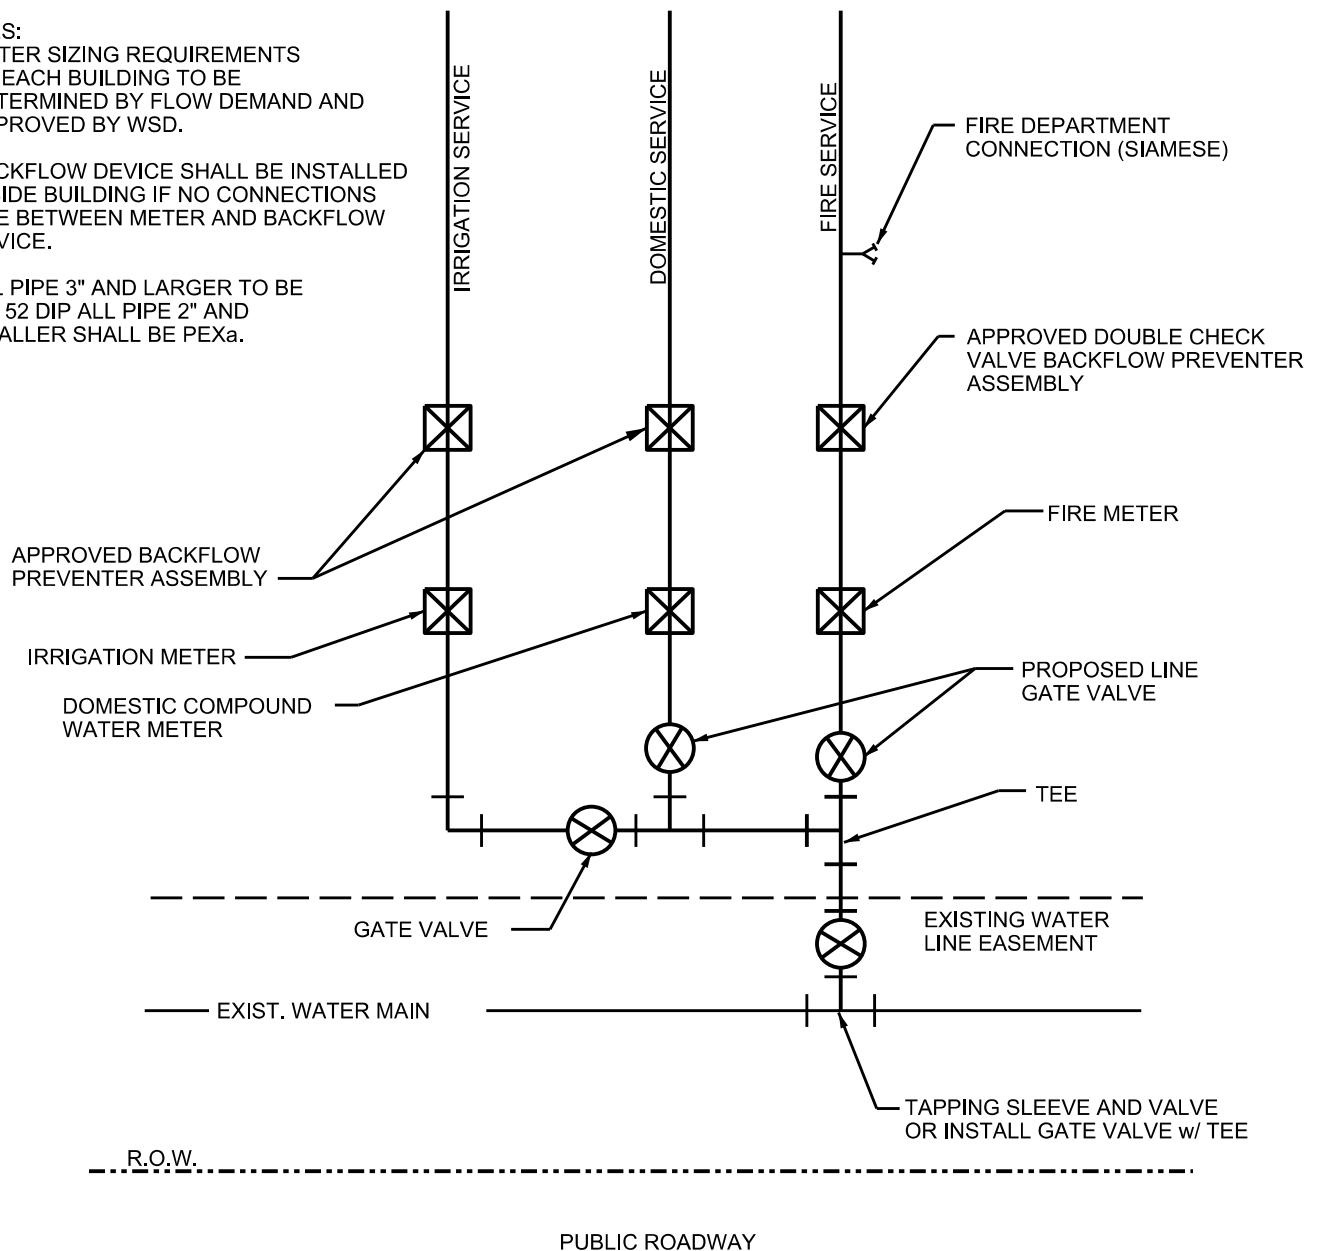 ES:
TER SIZING REQUIREMENTS
EACH BUILDING TO BE
TERMINED BY FLOW DEMAND AND
PROVED BY WSD.
CKFLOW DEVICE SHALL BE INSTALLED
SIDE BUILDING IF NO CONNECTIONS
E BETWEEN METER AND BACKFLOW
VICE.
L PIPE 3" AND LARGER TO BE
52 DIP ALL PIPE 2" AND
ALLER SHALL BE PEXa.
IRRIGATION SERVICE
DOMESTIC SERVICE
FIRE SERVICE
FIRE DEPARTMENT
CONNECTION (SIAMESE)
APPROVED DOUBLE CHECK
VALVE BACKFLOW PREVENTER
ASSEMBLY
FIRE METER
APPROVED BACKFLOW
PREVENTER ASSEMBLY
IRRIGATION METER
DOMESTIC COMPOUND
WATER METER
PROPOSED LINE
GATE VALVE
TEE
GATE VALVE
EXISTING WATER
LINE EASEMENT
EXIST. WATER MAIN
TAPPING SLEEVE AND VALVE
OR INSTALL GATE VALVE w/ TEE
R.O.W.
PUBLIC ROADWAY